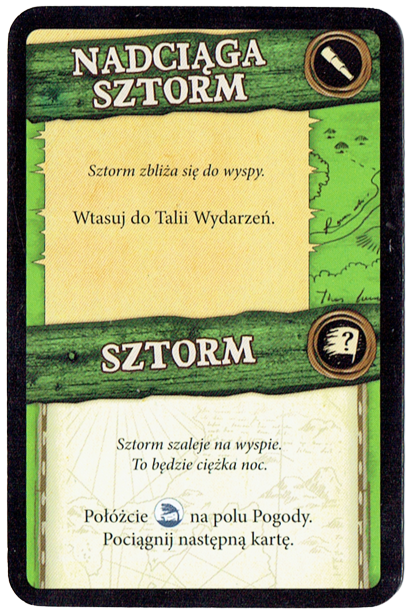 NADCIĄGA
SZTORM
Sztorm zbliża się do wyspy.
Wtasuj do Talii Wydarzeń.
?
SZTORM
Sztorm szaleje na wyspie.
To będzie ciężka noc.
Połóżcie na polu Pogody.
Pociągnij następną kartę.